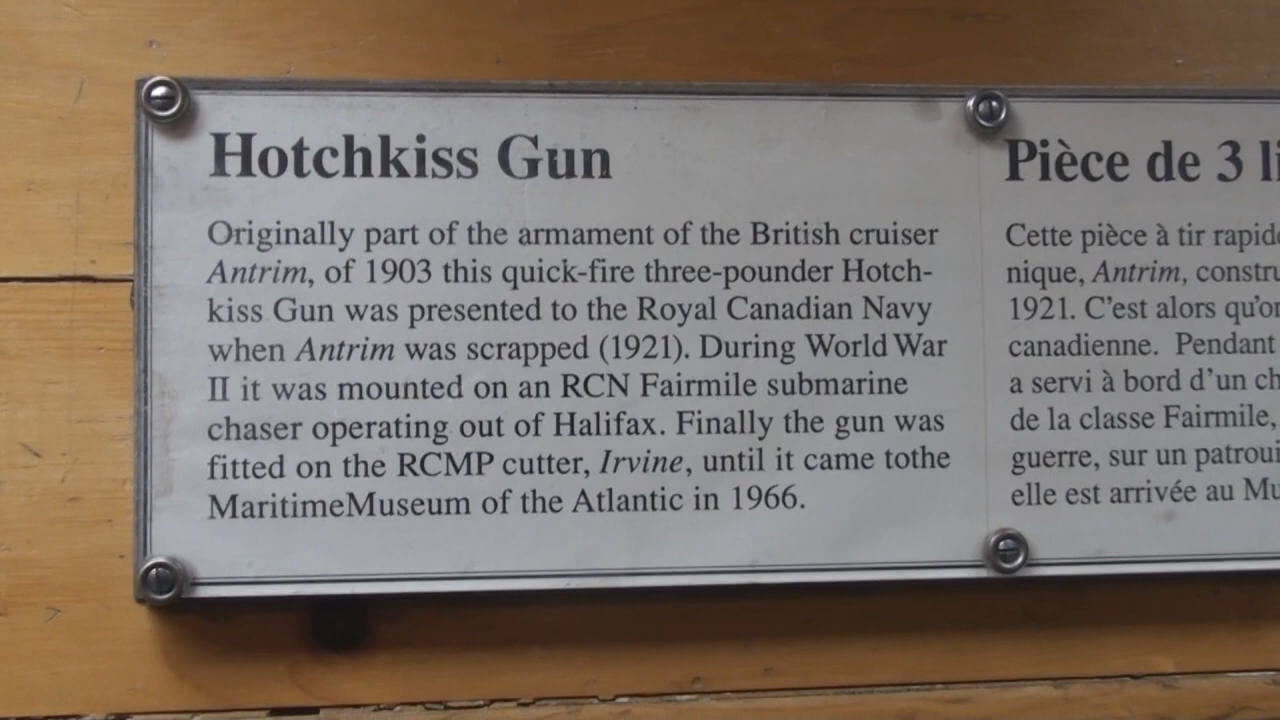 Hotchkiss Gun
Originally part of the armament of the British cruiser
Antrim, of 1903 this quick-fire three-pounder Hotch-
kiss Gun was presented to the Royal Canadian Navy
when Antrim was scrapped (1921). During World War
II it was mounted on an RCN Fairmile submarine
chaser operating out of Halifax. Finally the gun was
fitted on the RCMP cutter, Irvine, until it came tothe
MaritimeMuseum of the Atlantic in 1966.
Pièce de 3
Cette pièce à tir
nique, Antrim,
1921. C'est alors
canadienne. Pendant
a servi à bord d'un
de la classe Fairmile,
guerre, sur un
elle est arrivée au